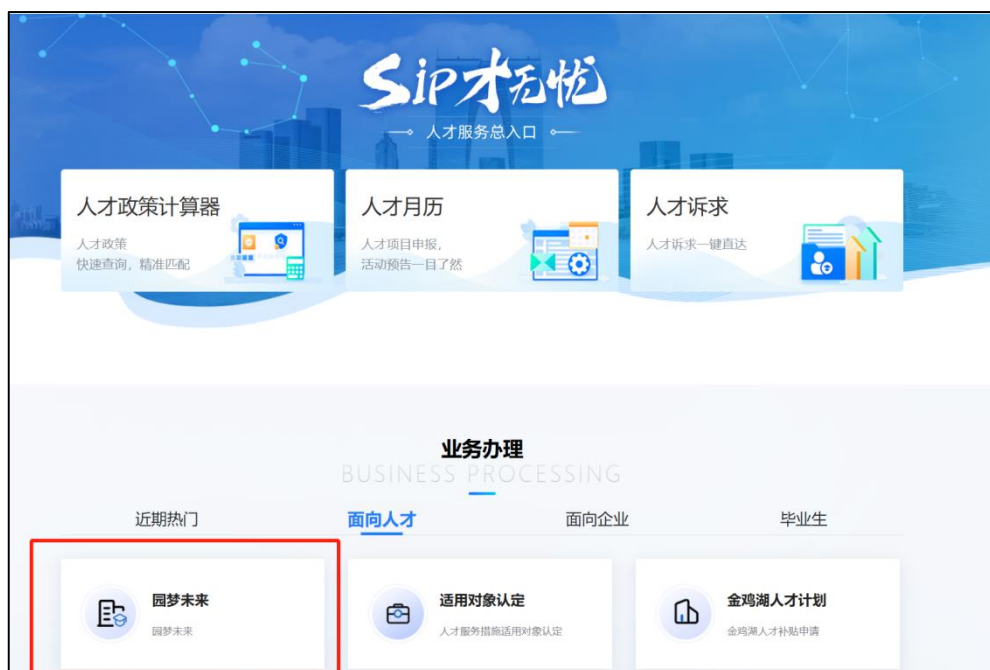 Sip才无忧
人才服务总入口
人才政策计算器
人才政策
快速查询，精准匹配
人才月历
人才项目申报，
活动预告一目了然
人才诉求
人才诉求一键直达
业务办理
BUSINESS PROCESSING
近期热门
面向人才
面向企业
毕业生
园梦未来
园梦未来
适用对象认定
人才服务措施适用对象认定
金鸡湖人才计划
金鸡湖人才补贴申请